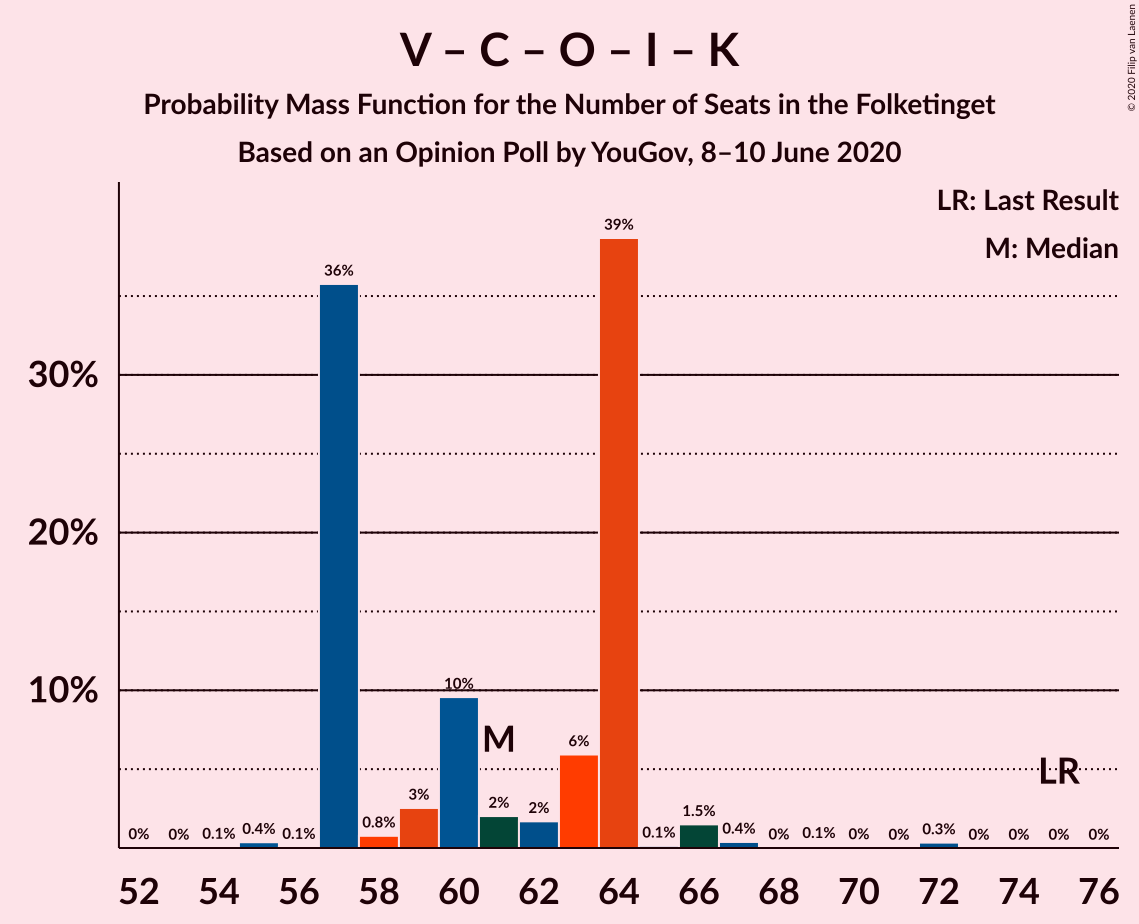 V – C – O – I – K
Probability Mass Function for the Number of Seats in the Folketinget
Based on an Opinion Poll by YouGov, 8–10 June 2020
© 2020 Filip van Laenen
LR: Last Result
M: Median
39%
36%
30%
20%
10%
10%
M
6%
LR
3%
2%
2%
1.5%
0.8%
0% 0% 0.1% 0.4% 0.1% 0.1% 0.4% 0% 0.1% 0% 0% 0.3% 0% 0% 0% 0%
52 54 56 58 60 62 64 66 68 70 72 74 76